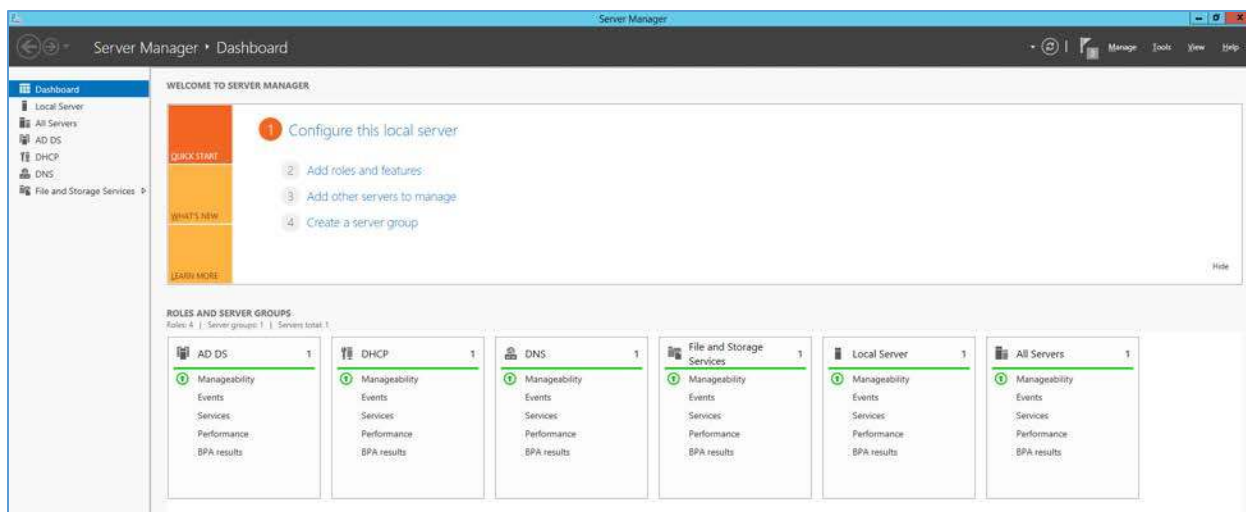 Server Manager
Server Manager • Dashboard
Manage Tools View Help
Dashboard
Local Server
All Servers
AD DS
DHCP
DNS
File and Storage Services
WELCOME TO SERVER MANAGER
QUICK START
WHAT'S NEW
LEARN MORE
1 Configure this local server
2 Add roles and features
3 Add other servers to manage
4 Create a server group
Hide
ROLES AND SERVER GROUPS
Roles: 4 | Server groups: 1 | Servers total: 1
AD DS 1
Manageability
Events
Services
Performance
BPA results
DHCP 1
Manageability
Events
Services
Performance
BPA results
DNS 1
Manageability
Events
Services
Performance
BPA results
File and Storage
Services 1
Manageability
Events
Services
Performance
BPA results
Local Server 1
Manageability
Events
Services
Performance
BPA results
All Servers 1
Manageability
Events
Services
Performance
BPA results